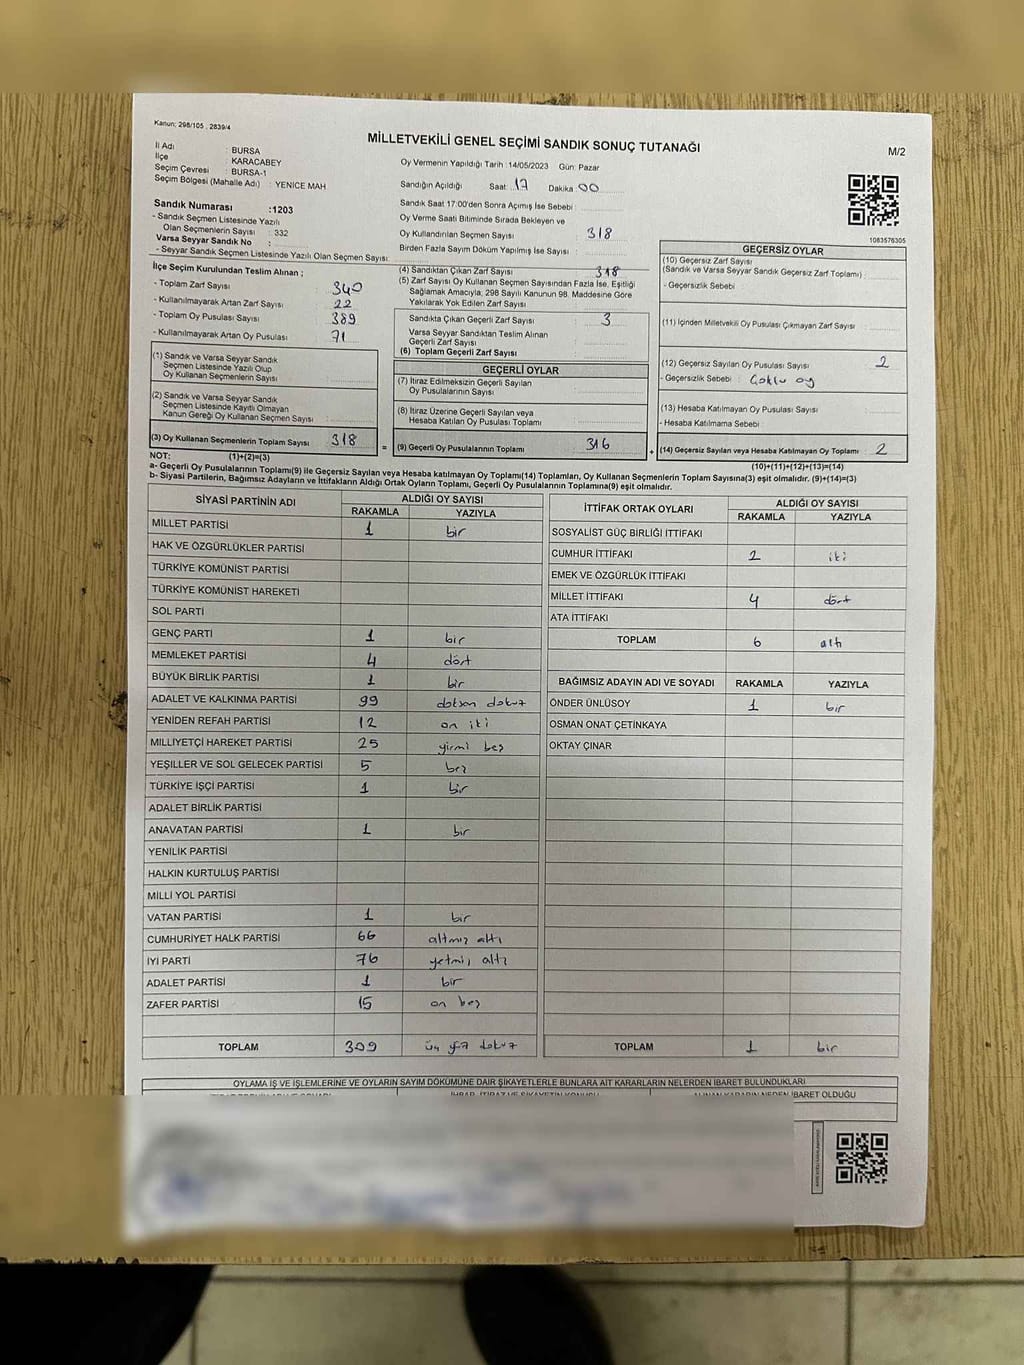 Kanun: 298/105 , 2839/4
MİLLETVEKİLİ GENEL SEÇİMİ SANDIK SONUÇ TUTANAĞI
M/2
İl Adı : BURSA
İlçe : KARACABEY
Seçim Çevresi : BURSA-1
Seçim Bölgesi (Mahalle Adı) : YENİCE MAH
Oy Vermenin Yapıldığı Tarih :14/05/2023 Gün: Pazar
Sandığın Açıldığı Saat 17 Dakika 00
Sandık Saat 17:00'den Sonra Açımış İse Sebebi :
Oy Verme Saati Bitiminde Sırada Bekleyen ve
Oy Kullandırılan Seçmen Sayısı : 318
Birden Fazla Sayım Döküm Yapılmış İse Sayısı :
Sandık Numarası :1203
- Sandık Seçmen Listesinde Yazılı
Olan Seçmenlerin Sayısı : 332
Varsa Seyyar Sandık No :
- Seyyar Sandık Seçmen Listesinde Yazılı Olan Seçmen Sayısı:
1063576305
İlçe Seçim Kurulundan Teslim Alınan ;
- Toplam Zarf Sayısı : 340
- Kullanılmayarak Artan Zarf Sayısı : 22
- Toplam Oy Pusulası Sayısı : 389
- Kullanılmayarak Artan Oy Pusulası : 71
(1) Sandık ve Varsa Seyyar Sandık
Seçmen Listesinde Yazılı Olup
Oy Kullanan Seçmenlerin Sayısı :
(2) Sandık ve Varsa Seyyar Sandık
Seçmen Listesinde Kayıtlı Olmayan
Kanun Gereği Oy Kullanan Seçmen Sayısı :
(3) Oy Kullanan Seçmenlerin Toplam Sayısı 318
(4) Sandıktan Çıkan Zarf Sayısı : 318
(5) Zarf Sayısı Oy Kullanan Seçmen Sayısından Fazla İse, Eşitliği
Sağlamak Amacıyla, 298 Sayılı Kanunun 98. Maddesine Göre
Yakılarak Yok Edilen Zarf Sayısı :
Sandıkta Çıkan Geçerli Zarf Sayısı : 3
Varsa Seyyar Sandıktan Teslim Alınan
Geçerli Zarf Sayısı :
(6) Toplam Geçerli Zarf Sayısı :
GEÇERLİ OYLAR
(7) İtiraz Edilmeksizin Geçerli Sayılan
Oy Pusulalarının Sayısı :
(8) İtiraz Üzerine Geçerli Sayılan veya
Hesaba Katılan Oy Pusulası Toplamı :
= (9) Geçerli Oy Pusulalarının Toplamı : 316
GEÇERSİZ OYLAR
(10) Geçersiz Zarf Sayısı
(Sandık ve Varsa Seyyar Sandık Geçersiz Zarf Toplamı) :
- Geçersizlik Sebebi :
(11) İçinden Milletvekili Oy Pusulası Çıkmayan Zarf Sayısı :
(12) Geçersiz Sayılan Oy Pusulası Sayısı : 2
- Geçersizlik Sebebi : Çoklu oy
(13) Hesaba Katılmayan Oy Pusulası Sayısı :
- Hesaba Katılmama Sebebi :
+ (14) Geçersiz Sayılan veya Hesaba Katılmayan Oy Toplamı : 2
NOT: (1)+(2)=(3) (10)+(11)+(12)+(13)=(14)
a- Geçerli Oy Pusulalarının Toplamı(9) ile Geçersiz Sayılan veya Hesaba katılmayan Oy Toplamı(14) Toplamları, Oy Kullanan Seçmenlerin Toplam Sayısına(3) eşit olmalıdır. (9)+(14)=(3)
b- Siyasi Partilerin, Bağımsız Adayların ve İttifakların Aldığı Ortak Oyların Toplamı, Geçerli Oy Pusulalarının Toplamına(9) eşit olmalıdır.
SİYASİ PARTİNİN ADI ALDIĞI OY SAYISI
RAKAMLA YAZIYLA
MİLLET PARTİSİ 1 bir
HAK VE ÖZGÜRLÜKLER PARTİSİ
TÜRKİYE KOMÜNİST PARTİSİ
TÜRKİYE KOMÜNİST HAREKETİ
SOL PARTİ
GENÇ PARTİ 1 bir
MEMLEKET PARTİSİ 4 dört
BÜYÜK BİRLİK PARTİSİ 1 bir
ADALET VE KALKINMA PARTİSİ 99 doksan dokuz
YENİDEN REFAH PARTİSİ 12 on iki
MİLLİYETÇİ HAREKET PARTİSİ 25 yirmi beş
YEŞİLLER VE SOL GELECEK PARTİSİ 5 beş
TÜRKİYE İŞÇİ PARTİSİ 1 bir
ADALET BİRLİK PARTİSİ
ANAVATAN PARTİSİ 1 bir
YENİLİK PARTİSİ
HALKIN KURTULUŞ PARTİSİ
MİLLİ YOL PARTİSİ
VATAN PARTİSİ 1 bir
CUMHURİYET HALK PARTİSİ 66 altmış altı
İYİ PARTİ 76 yetmiş altı
ADALET PARTİSİ 1 bir
ZAFER PARTİSİ 15 on beş
TOPLAM 309 üç yüz dokuz
İTTİFAK ORTAK OYLARI ALDIĞI OY SAYISI
RAKAMLA YAZIYLA
SOSYALİST GÜÇ BİRLİĞİ İTTİFAKI
CUMHUR İTTİFAKI 2 iki
EMEK VE ÖZGÜRLÜK İTTİFAKI
MİLLET İTTİFAKI 4 dört
ATA İTTİFAKI
TOPLAM 6 altı
BAĞIMSIZ ADAYIN ADI VE SOYADI RAKAMLA YAZIYLA
ÖNDER ÜNLÜSOY 1 bir
OSMAN ONAT ÇETİNKAYA
OKTAY ÇINAR
TOPLAM 1 bir
OYLAMA İŞ VE İŞLEMLERİNE VE OYLARIN SAYIM DÖKÜMÜNE DAİR ŞİKAYETLERLE BUNLARA AİT KARARLARIN NELERDEN İBARET BULUNDUKLARI
İHBAR, İTİRAZ VE ŞİKAYETİN KONUSU ALINAN KARARIN NEDEN İBARET OLDUĞU